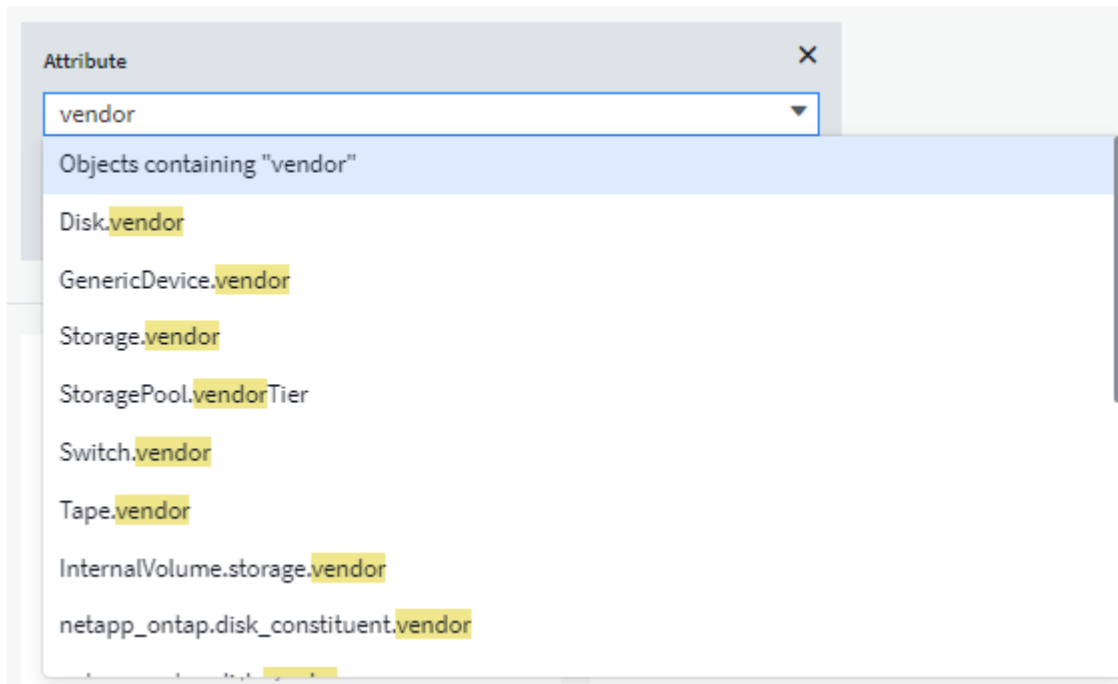 Attribute
vendor
Objects containing "vendor"
Disk.vendor
GenericDevice.vendor
Storage.vendor
StoragePool.vendorTier
Switch.vendor
Tape.vendor
InternalVolume.storage.vendor
netapp_ontap.disk_constituent.vendor